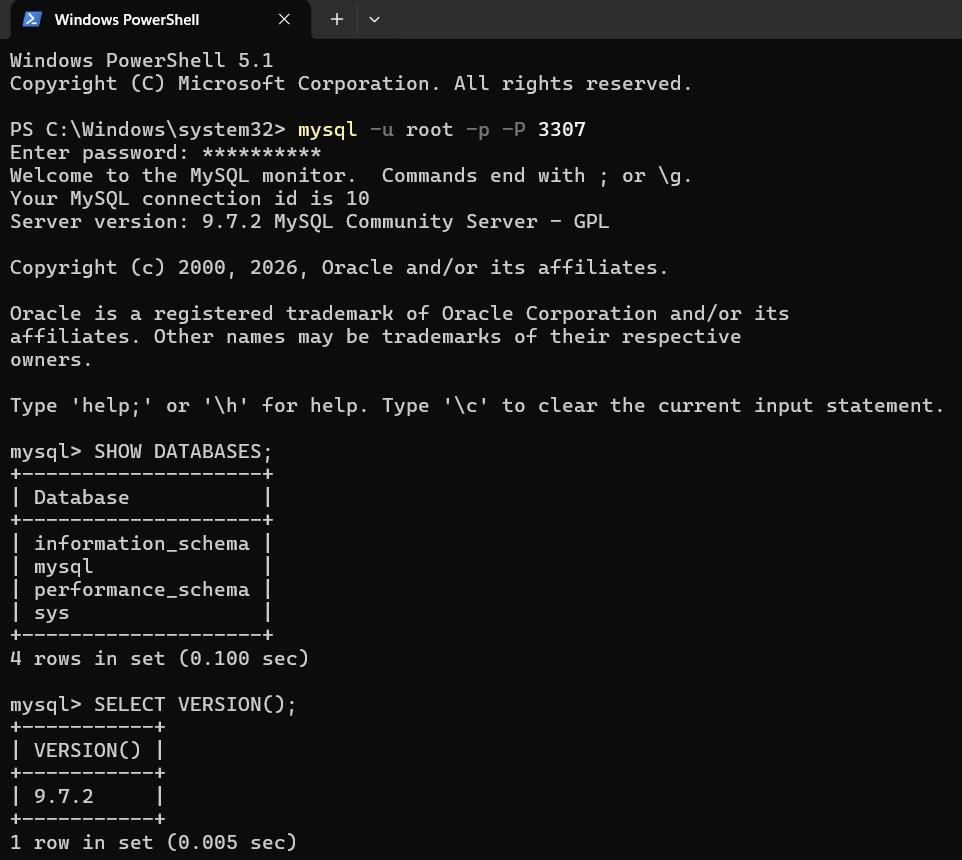 Windows PowerShell
Windows PowerShell 5.1
Copyright (C) Microsoft Corporation. All rights reserved.
PS C:\Windows\system32> mysql -u root -p -P 3307
Enter password: **********
Welcome to the MySQL monitor.  Commands end with ; or \g.
Your MySQL connection id is 10
Server version: 9.7.2 MySQL Community Server - GPL
Copyright (c) 2000, 2026, Oracle and/or its affiliates.
Oracle is a registered trademark of Oracle Corporation and/or its
affiliates. Other names may be trademarks of their respective
owners.
Type 'help;' or '\h' for help. Type '\c' to clear the current input statement.
mysql> SHOW DATABASES;
+--------------------+
| Database           |
+--------------------+
| information_schema |
| mysql              |
| performance_schema |
| sys                |
+--------------------+
4 rows in set (0.100 sec)
mysql> SELECT VERSION();
+-----------+
| VERSION() |
+-----------+
| 9.7.2     |
+-----------+
1 row in set (0.005 sec)